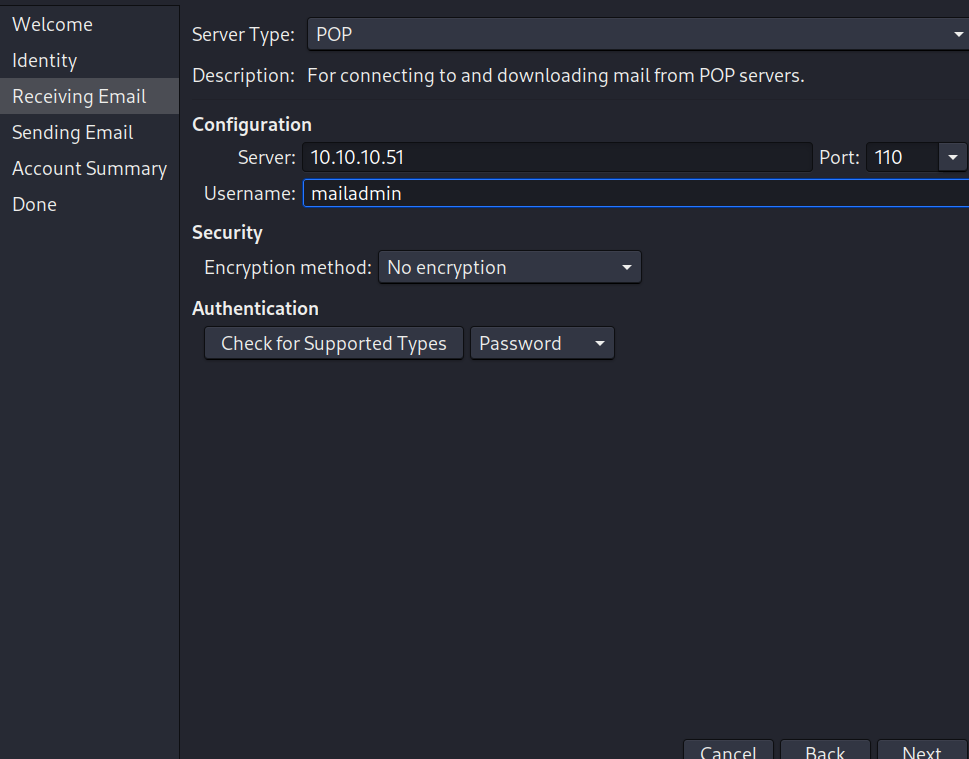 Welcome
Identity
Receiving Email
Sending Email
Account Summary
Done
Server Type: POP
Description: For connecting to and downloading mail from POP servers.
Configuration
Server: 10.10.10.51 Port: 110
Username: mailadmin
Security
Encryption method: No encryption
Authentication
Check for Supported Types Password
Cancel Back Next